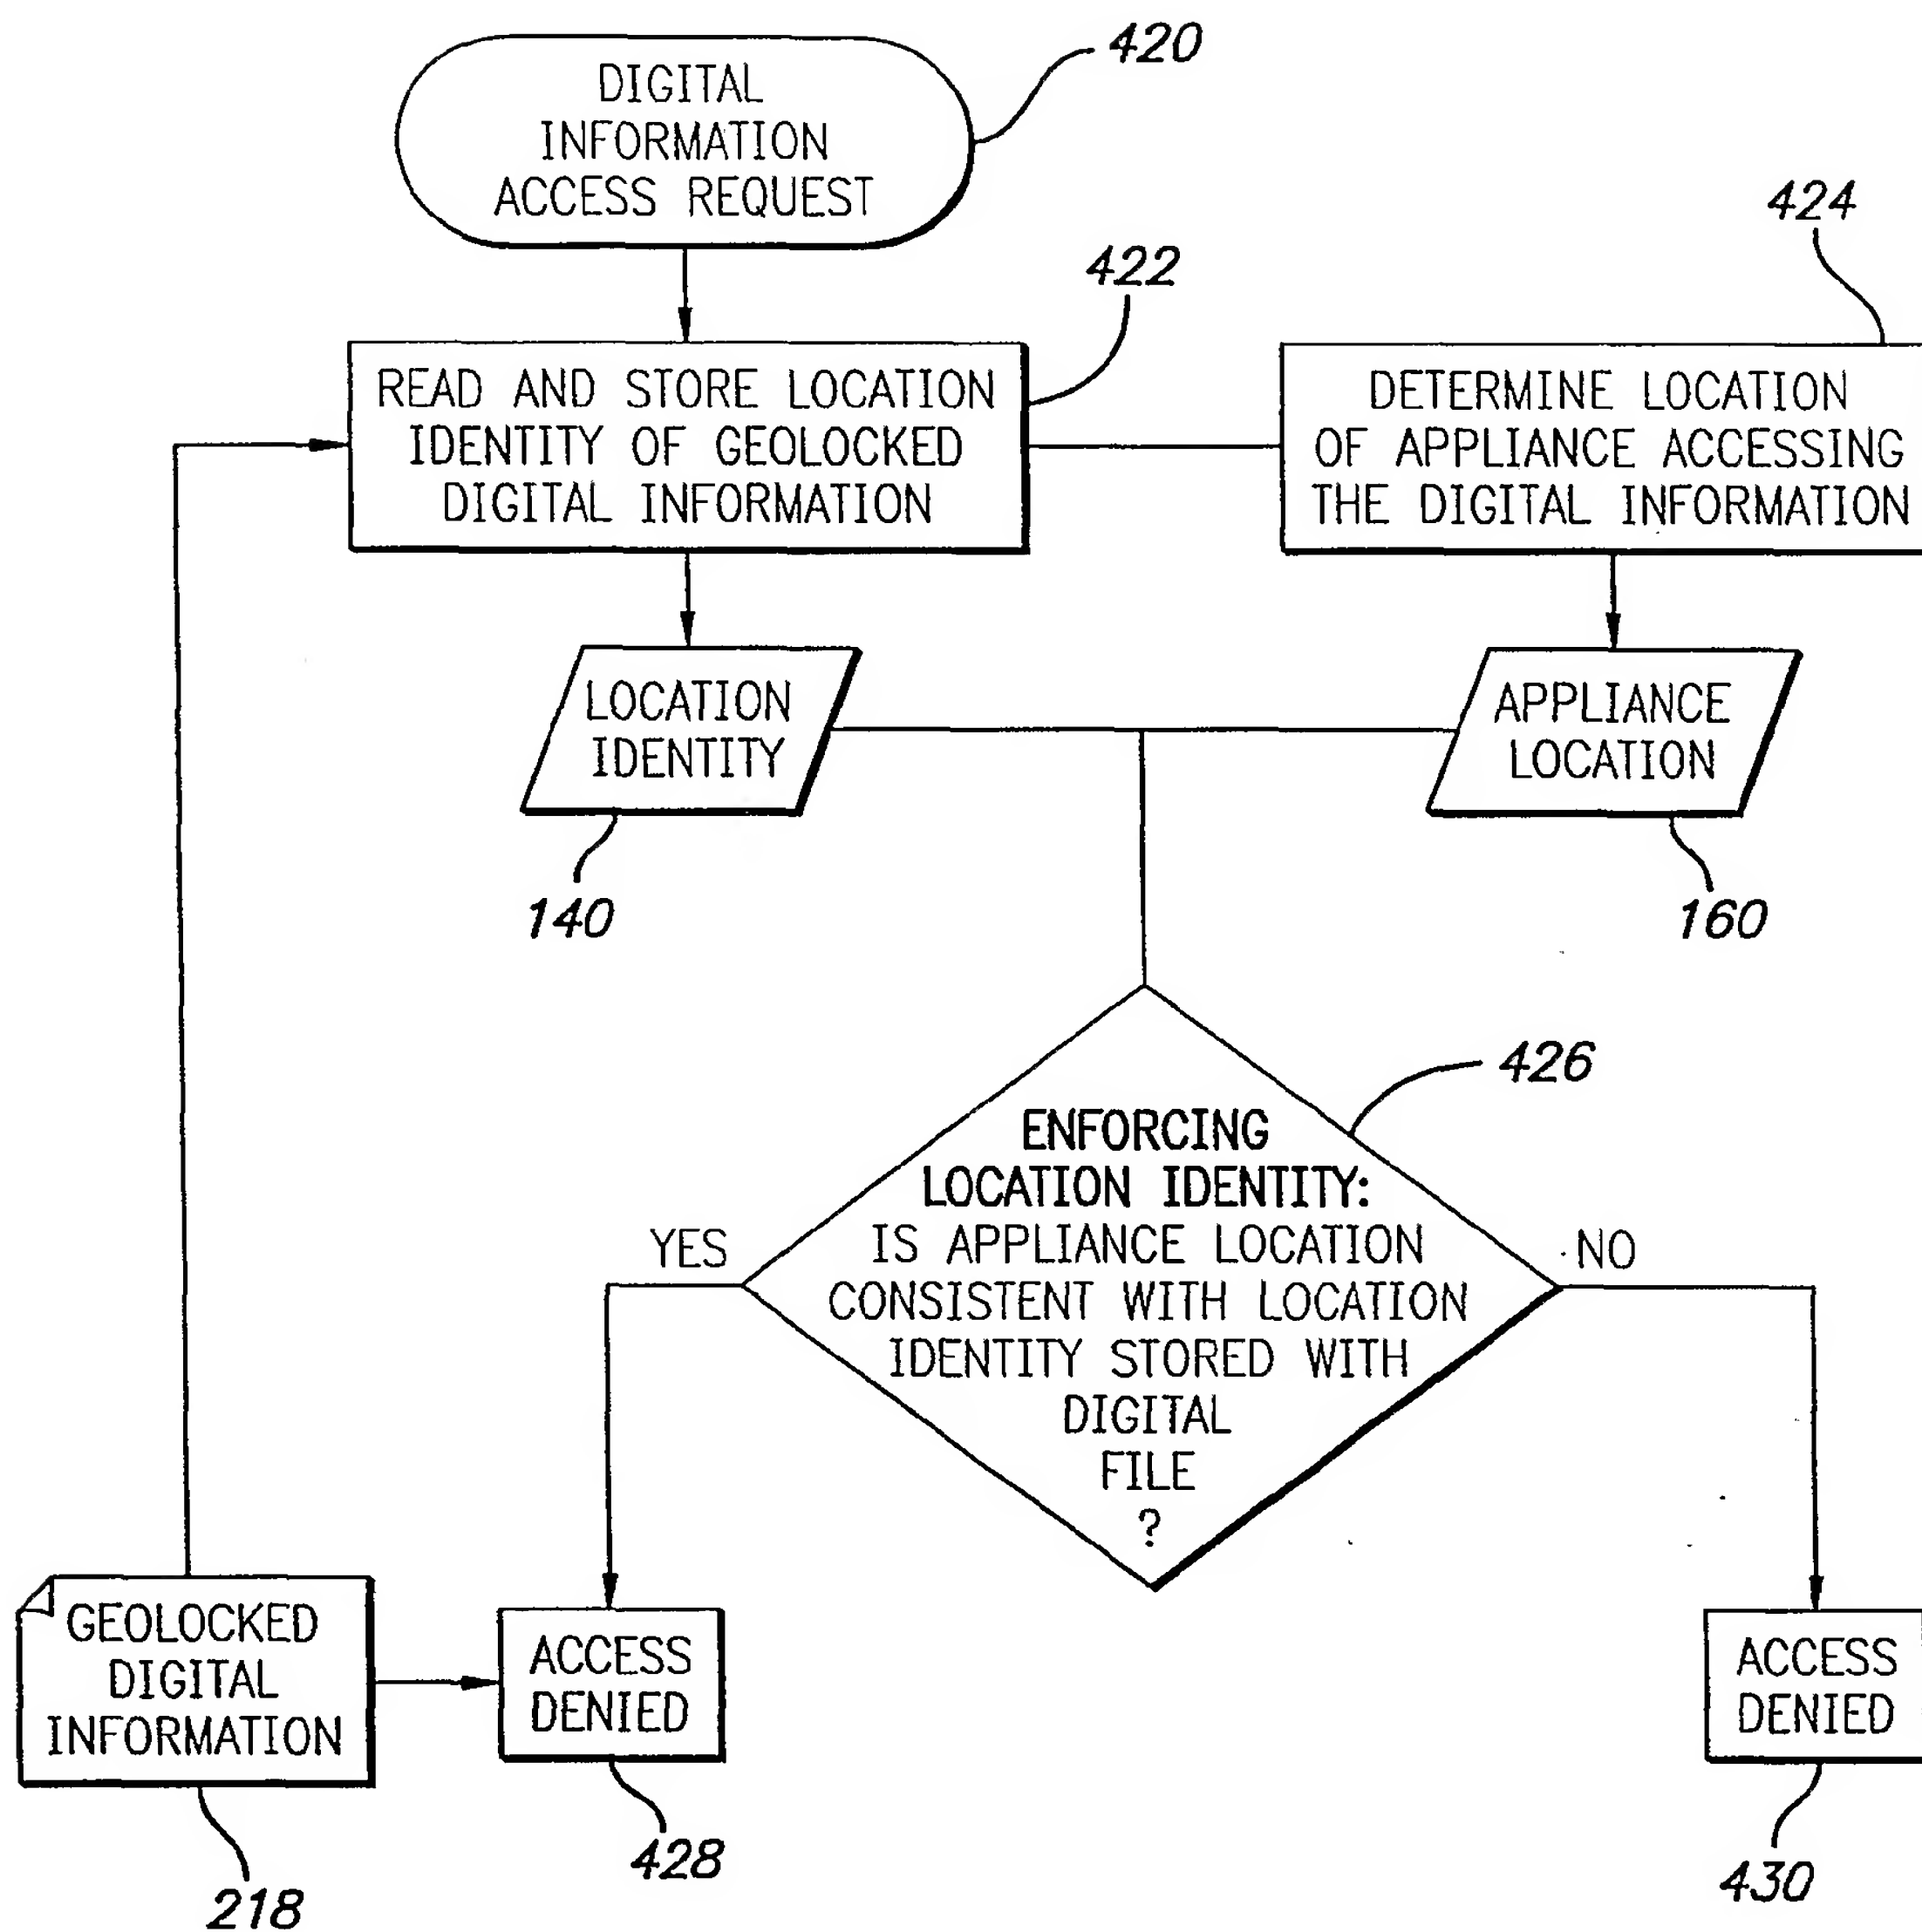 DIGITAL
INFORMATION
ACCESS REQUEST
420
422
424
READ AND STORE LOCATION
IDENTITY OF GEOLOCKED
DIGITAL INFORMATION
DETERMINE LOCATION
OF APPLIANCE ACCESSING
THE DIGITAL INFORMATION
LOCATION
IDENTITY
140
APPLIANCE
LOCATION
160
426
ENFORCING
LOCATION IDENTITY:
IS APPLIANCE LOCATION
CONSISTENT WITH LOCATION
IDENTITY STORED WITH
DIGITAL
FILE
?
YES
NO
GEOLOCKED
DIGITAL
INFORMATION
218
ACCESS
DENIED
428
ACCESS
DENIED
430